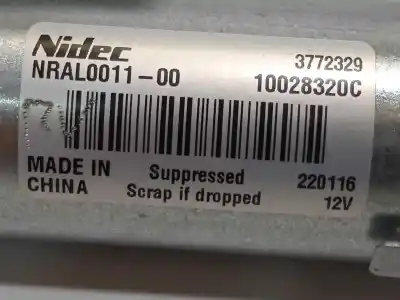 Nidec
3772329
NRAL0011-00
10028320C
MADE IN CHINA
Suppressed
Scrap if dropped
220116
12V